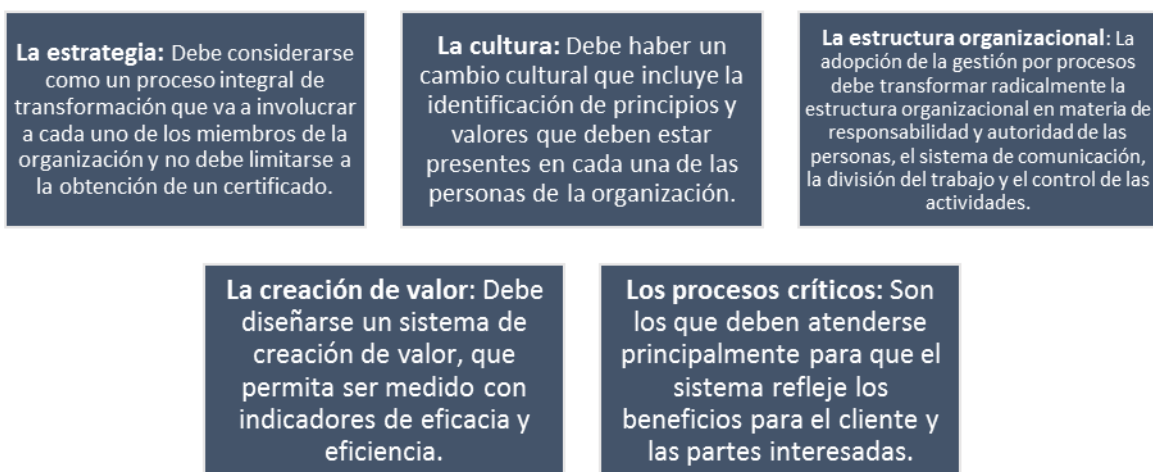 La estrategia: Debe considerarse
como un proceso integral de
transformación que va a involucrar
a cada uno de los miembros de la
organización y no debe limitarse a
la obtención de un certificado.
La cultura: Debe haber un
cambio cultural que incluye la
identificación de principios y
valores que deben estar
presentes en cada una de las
personas de la organización.
La estructura organizacional: La
adopción de la gestión por procesos
debe transformar radicalmente la
estructura organizacional en materia de
responsabilidad y autoridad de las
personas, el sistema de comunicación,
la división del trabajo y el control de las
actividades.
La creación de valor: Debe
diseñarse un sistema de
creación de valor, que
permita ser medido con
indicadores de eficacia y
eficiencia.
Los procesos críticos: Son
los que deben atenderse
principalmente para que el
sistema refleje los
beneficios para el cliente y
las partes interesadas.